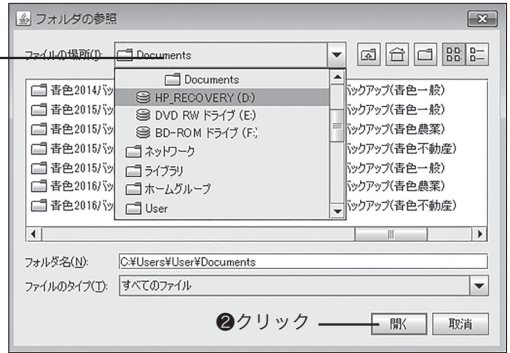 フォルダの参照
ファイルの場所(I):
Documents
Documents
HP_RECOVERY (D:)
DVD RW ドライブ (E:)
BD-ROM ドライブ (F:)
ネットワーク
ライブラリ
ホームグループ
User
青色2014バッ
青色2015バッ
青色2015バッ
青色2015バッ
青色2015バッ
青色2016バッ
青色2016バッ
バックアップ(青色一般)
バックアップ(青色一般)
バックアップ(青色農業)
バックアップ(青色不動産)
バックアップ(青色一般)
バックアップ(青色農業)
バックアップ(青色不動産)
フォルダ名(N):
C:¥Users¥User¥Documents
ファイルのタイプ(T):
すべてのファイル
❷クリック
開く
取消